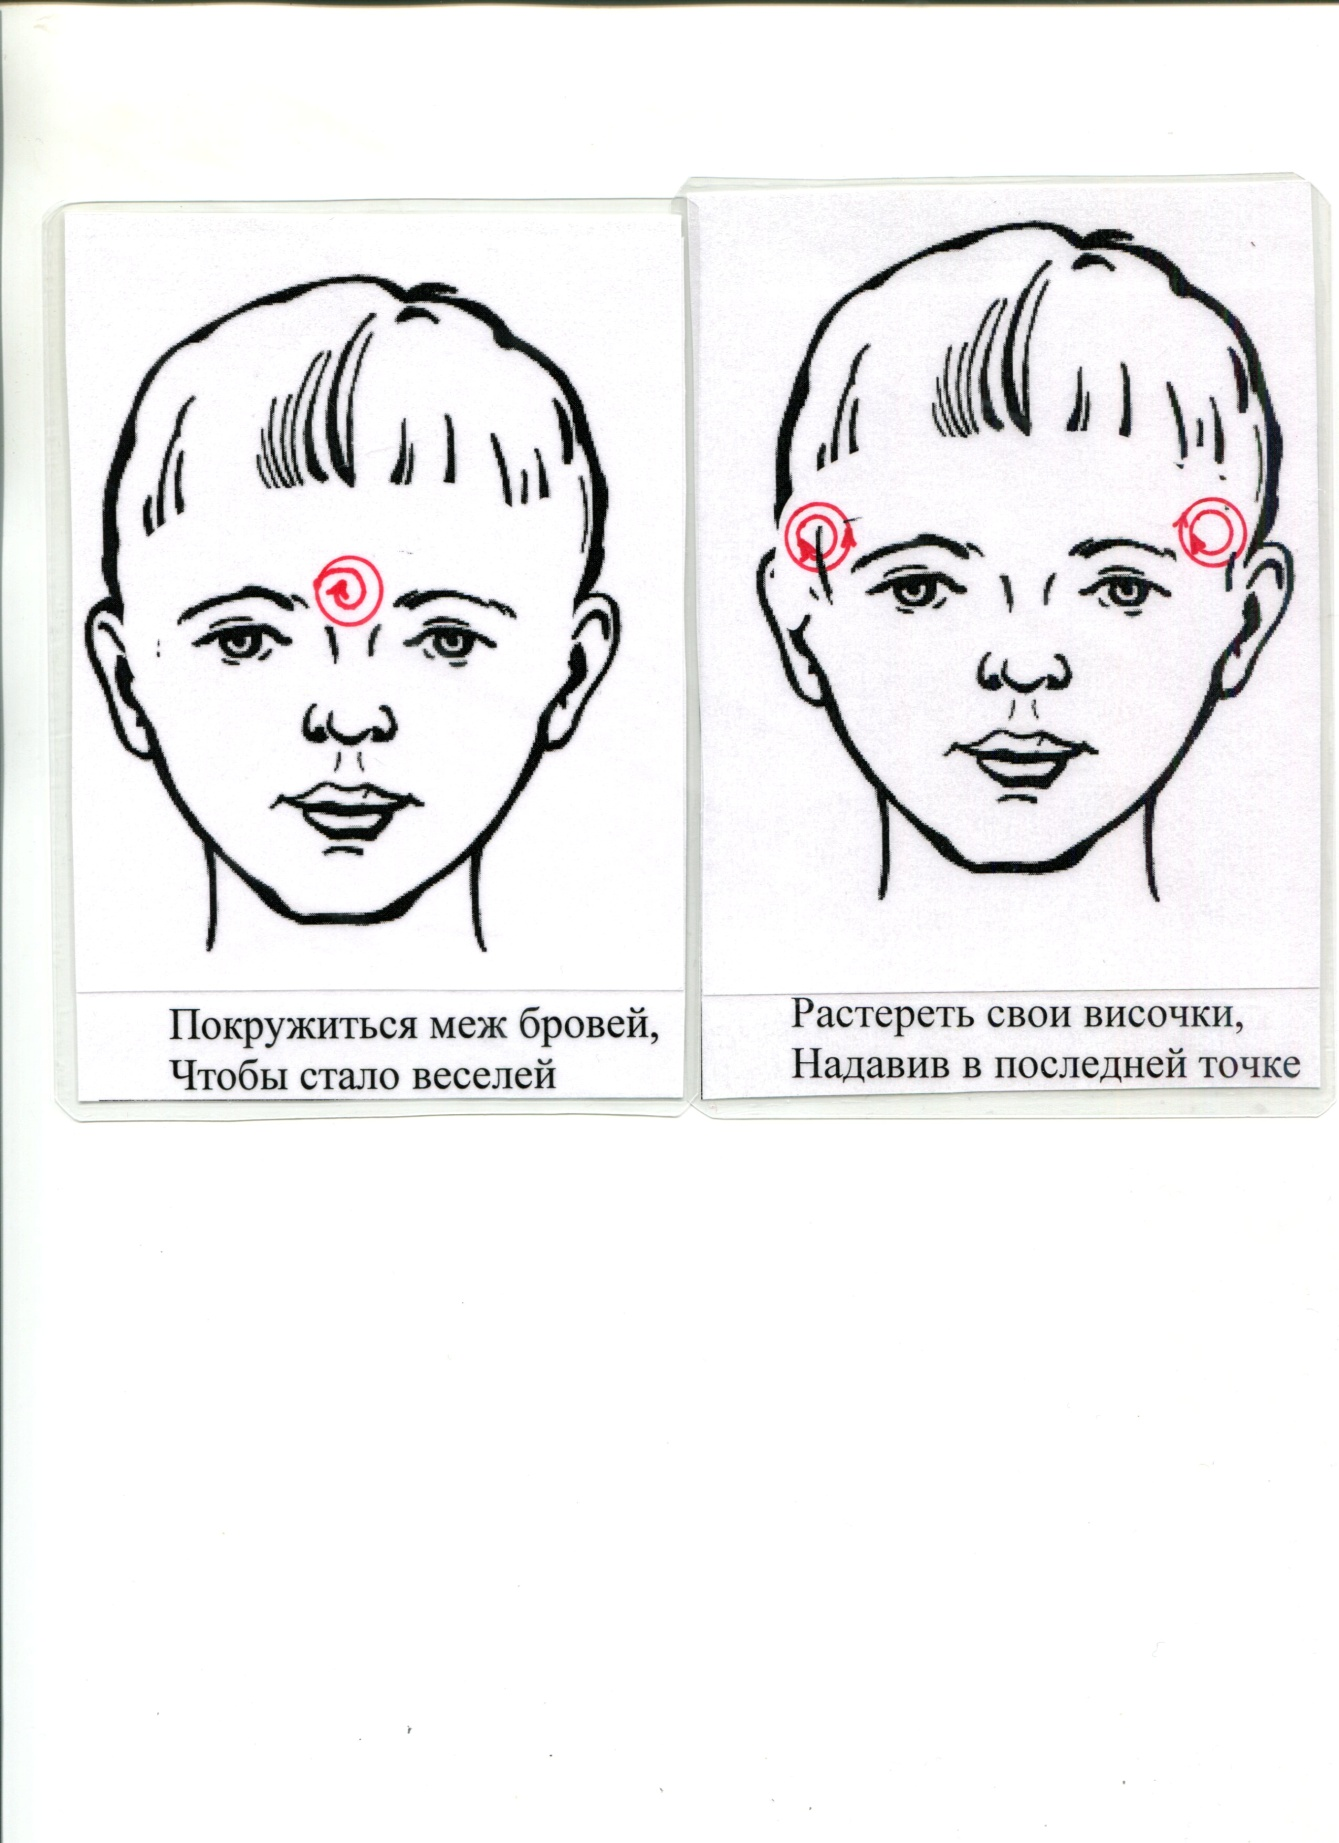 Покружиться меж бровей,
Чтобы стало веселей
Растереть свои височки,
Надавив в последней точке